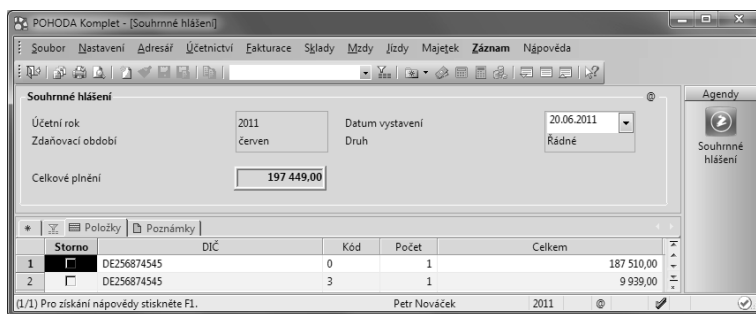 POHODA Komplet - [Souhrnné hlášení]
Soubor Nastavení Adresář Účetnictví Fakturace Sklady Mzdy Jízdy Majetek Záznam Nápověda
Souhrnné hlášení @
Agendy
Účetní rok 2011 Datum vystavení 20.06.2011
Zdaňovací období červen Druh Řádné
Souhrnné
hlášení
Celkové plnění 197 449,00
* Položky Poznámky
Storno DIČ Kód Počet Celkem
1 DE256874545 0 1 187 510,00
2 DE256874545 3 1 9 939,00
(1/1) Pro získání nápovědy stiskněte F1. Petr Nováček 2011 @